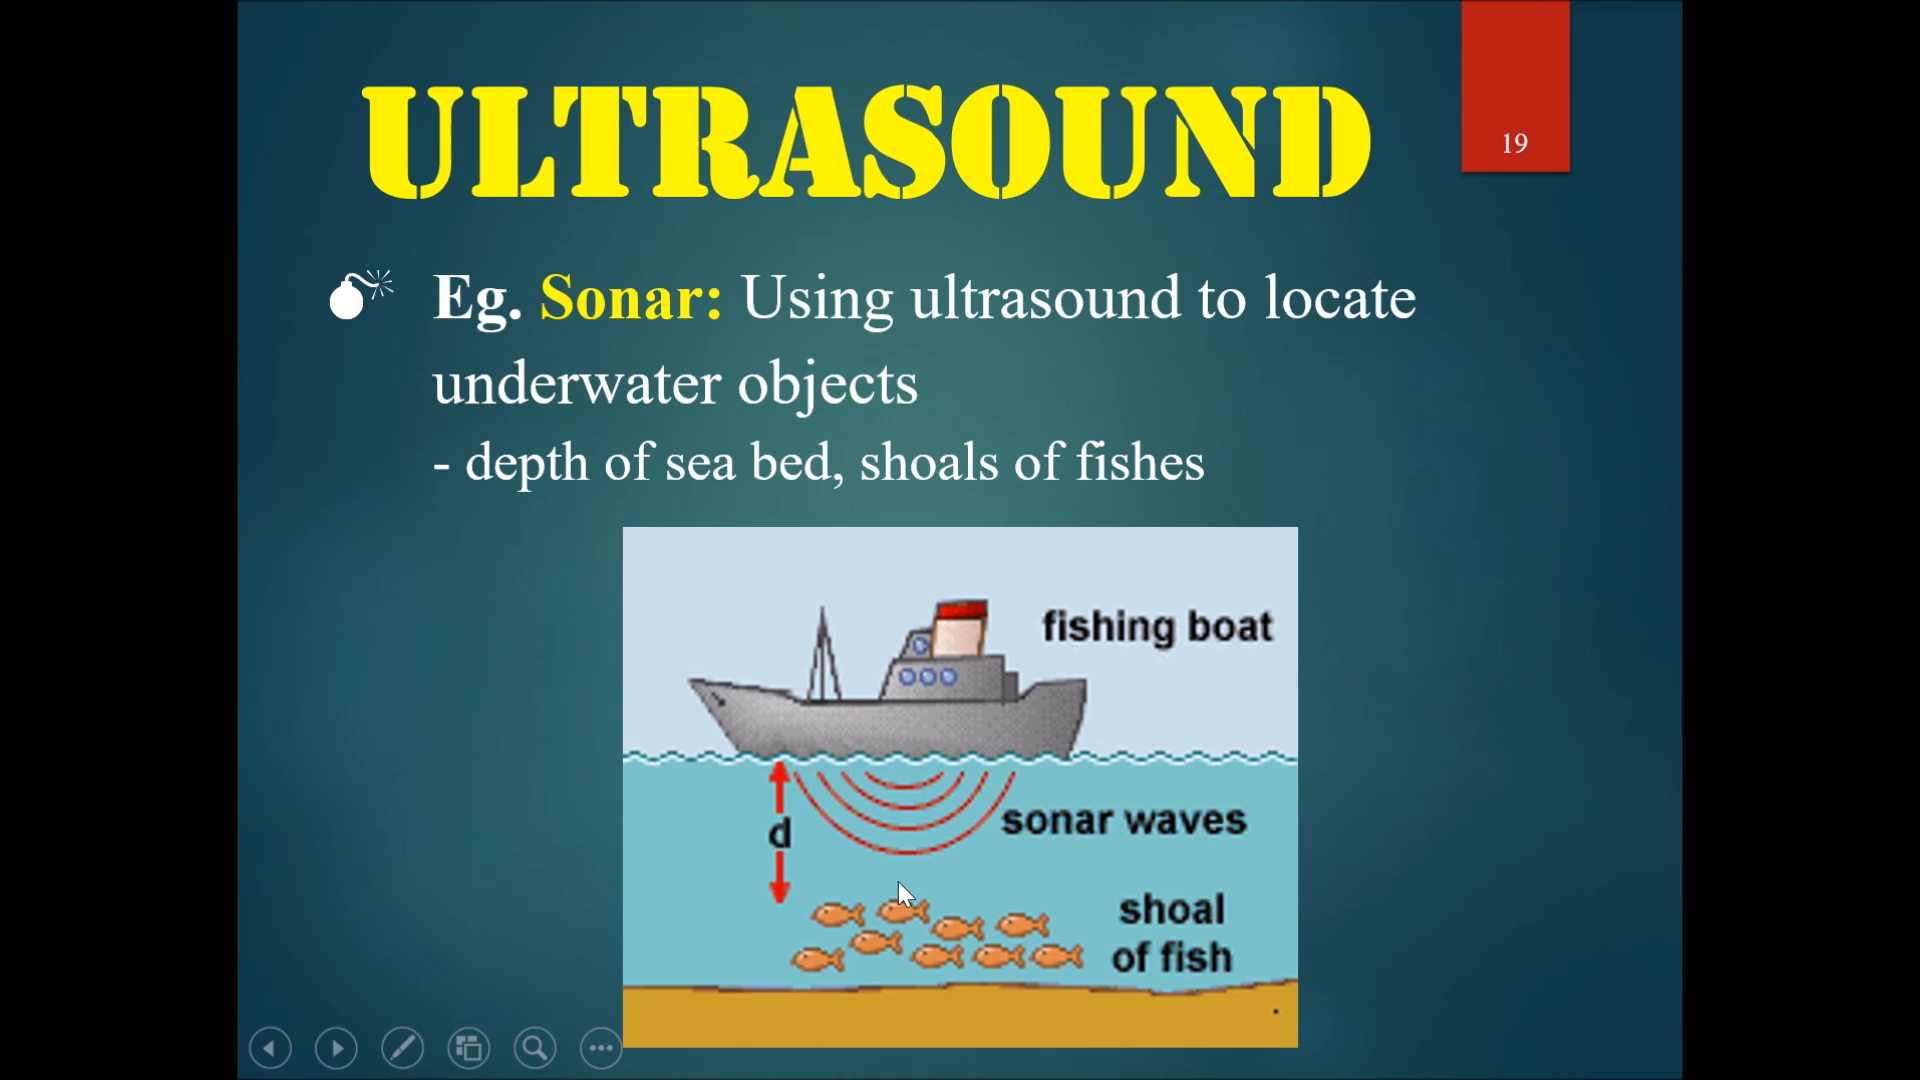 ULTRASOUND
19
Eg. Sonar: Using ultrasound to locate
underwater objects
- depth of sea bed, shoals of fishes
fishing boat
d
sonar waves
shoal
of fish